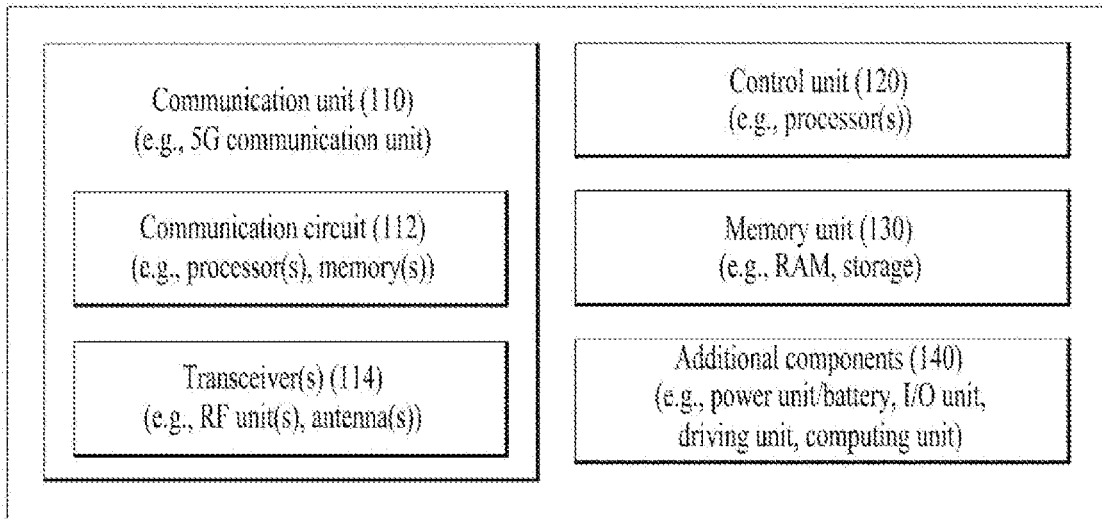 Communication unit (110)
(e.g., 5G communication unit)
Communication circuit (112)
(e.g., processor(s), memory(s))
Transceiver(s) (114)
(e.g., RF unit(s), antenna(s))
Control unit (120)
(e.g., processor(s))
Memory unit (130)
(e.g., RAM, storage)
Additional components (140)
(e.g., power unit/battery, I/O unit,
driving unit, computing unit)